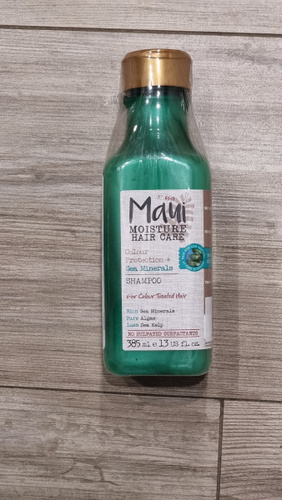 Maui
MOISTURE
HAIR CARE
Colour
Protection +
Sea Minerals
SHAMPOO
For Colour Treated Hair
Rich Sea Minerals
Pure Algae
Lush Sea Kelp
NO SULFATED SURFACTANTS
385 ml e 13 US fl. oz.